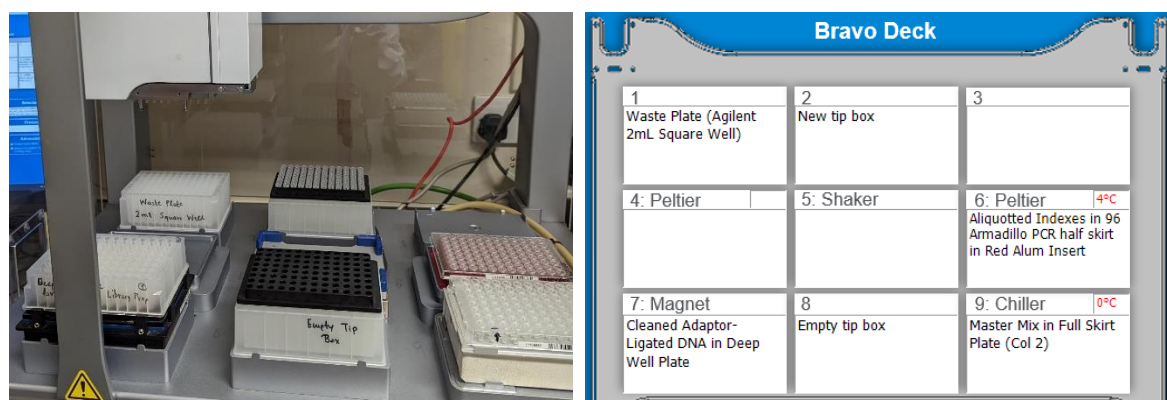 Waste Plate
2mL Square Well
Library Prep
Empty Tip
Box
Bravo Deck
1
Waste Plate (Agilent
2mL Square Well)
2
New tip box
3
4: Peltier
5: Shaker
6: Peltier 4°C
Aliquotted Indexes in 96
Armadillo PCR half skirt
in Red Alum Insert
7: Magnet
Cleaned Adaptor-
Ligated DNA in Deep
Well Plate
8
Empty tip box
9: Chiller 0°C
Master Mix in Full Skirt
Plate (Col 2)